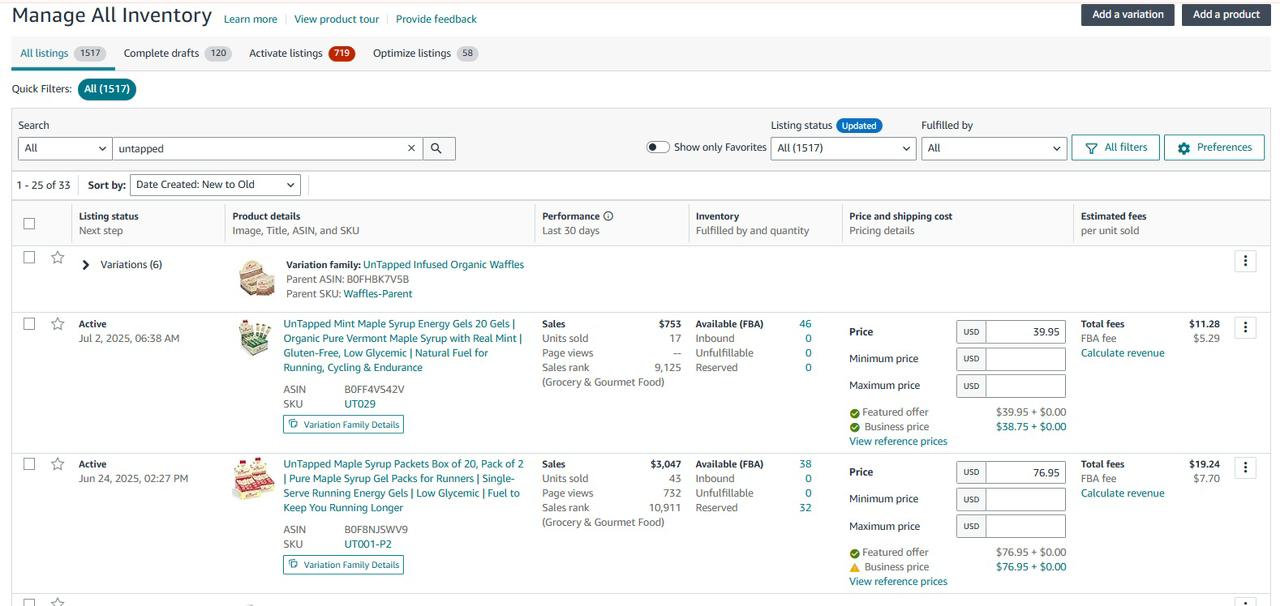 Manage All Inventory Learn more View product tour Provide feedback Add a variation Add a product
All listings 1517 Complete drafts 120 Activate listings 719 Optimize listings 58
Quick Filters: All (1517)
Search Listing status Updated Fulfilled by
All untapped Show only Favorites All (1517) All All filters Preferences
1 - 25 of 33 Sort by: Date Created: New to Old
Listing status Product details Performance Inventory Price and shipping cost Estimated fees
Next step Image, Title, ASIN, and SKU Last 30 days Fulfilled by and quantity Pricing details per unit sold
Variations (6) Variation family: UnTapped Infused Organic Waffles
Parent ASIN: B0FHBK7V5B
Parent SKU: Waffles-Parent
Active UnTapped Mint Maple Syrup Energy Gels 20 Gels | Sales $753 Available (FBA) 46 Price USD 39.95 Total fees $11.28
Jul 2, 2025, 06:38 AM Organic Pure Vermont Maple Syrup with Real Mint | Units sold 17 Inbound 0 FBA fee $5.29
Gluten-Free, Low Glycemic | Natural Fuel for Page views -- Unfulfillable 0 Minimum price USD Calculate revenue
Running, Cycling & Endurance Sales rank 9,125 Reserved 0
(Grocery & Gourmet Food) Maximum price USD
ASIN B0FF4VS42V
SKU UT029 Featured offer $39.95 + $0.00
Variation Family Details Business price $38.75 + $0.00
View reference prices
Active UnTapped Maple Syrup Packets Box of 20, Pack of 2 Sales $3,047 Available (FBA) 38 Price USD 76.95 Total fees $19.24
Jun 24, 2025, 02:27 PM | Pure Maple Syrup Gel Packs for Runners | Single- Units sold 43 Inbound 0 FBA fee $7.70
Serve Running Energy Gels | Low Glycemic | Fuel to Page views 732 Unfulfillable 0 Minimum price USD Calculate revenue
Keep You Running Longer Sales rank 10,911 Reserved 32
(Grocery & Gourmet Food) Maximum price USD
ASIN B0F8NJSWV9
SKU UT001-P2 Featured offer $76.95 + $0.00
Variation Family Details Business price $76.95 + $0.00
View reference prices